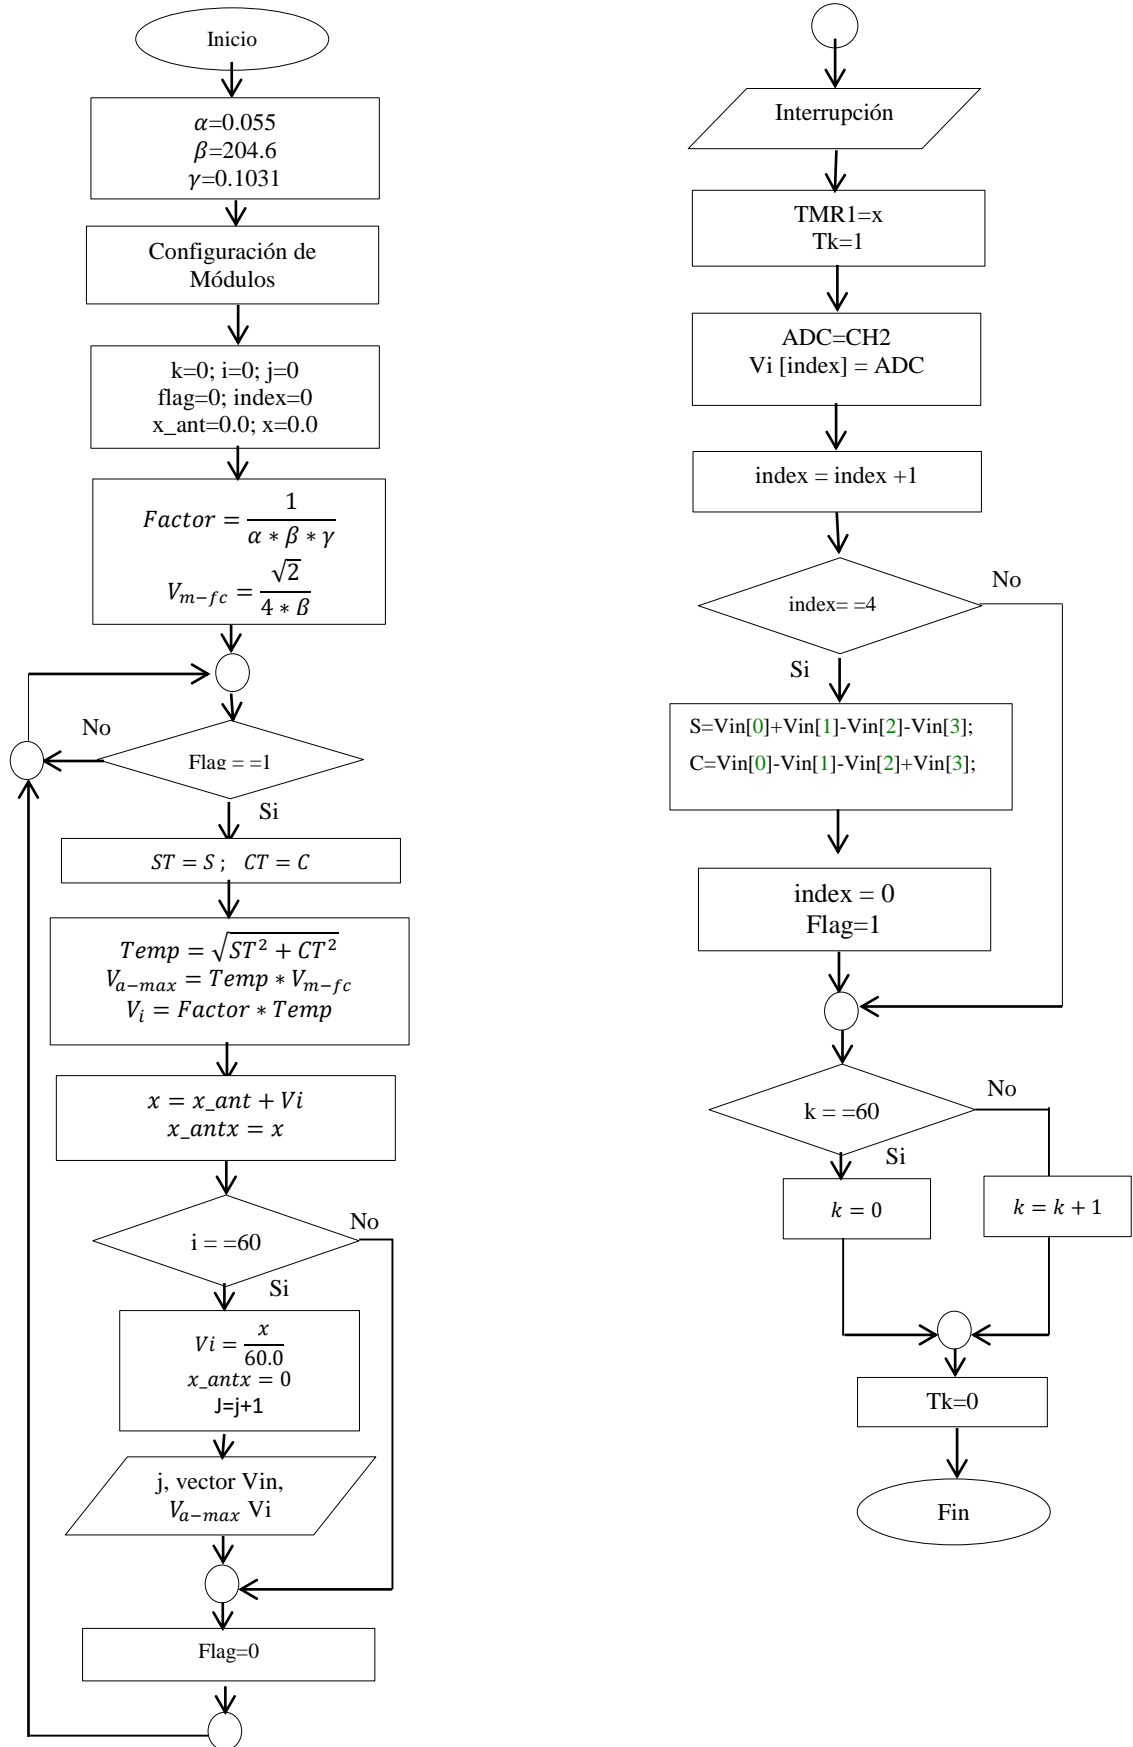 Inicio
α=0.055
β=204.6
γ=0.1031
Configuración de
Módulos
k=0; i=0; j=0
flag=0; index=0
x_ant=0.0; x=0.0
Factor = 1 / (α * β * γ)
V_{m-fc} = √2 / (4 * β)
No
Flag = =1
Si
ST = S ; CT = C
Temp = √(ST² + CT²)
V_{a-max} = Temp * V_{m-fc}
V_i = Factor * Temp
x = x_ant + Vi
x_antx = x
No
i = =60
Si
Vi = x / 60.0
x_antx = 0
J=j+1
j, vector Vin,
V_{a-max} Vi
Flag=0
Interrupción
TMR1=x
Tk=1
ADC=CH2
Vi [index] = ADC
index = index +1
No
index= =4
Si
S=Vin[0]+Vin[1]-Vin[2]-Vin[3];
C=Vin[0]-Vin[1]-Vin[2]+Vin[3];
index = 0
Flag=1
No
k = =60
Si
k = 0
k = k + 1
Tk=0
Fin